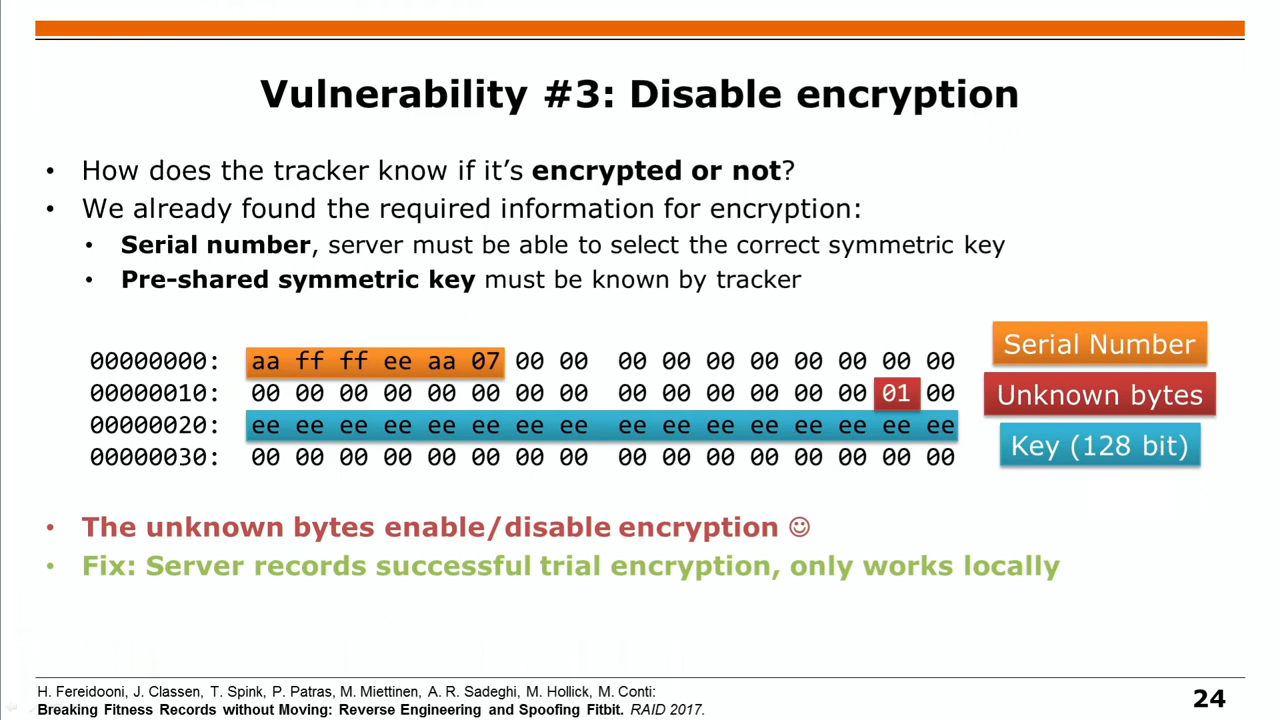 Vulnerability #3: Disable encryption
• How does the tracker know if it’s encrypted or not?
• We already found the required information for encryption:
• Serial number, server must be able to select the correct symmetric key
• Pre-shared symmetric key must be known by tracker
00000000: aa ff ff ee aa 07 00 00 00 00 00 00 00 00 00 00
00000010: 00 00 00 00 00 00 00 00 00 00 00 00 00 00 01 00
00000020: ee ee ee ee ee ee ee ee ee ee ee ee ee ee ee ee
00000030: 00 00 00 00 00 00 00 00 00 00 00 00 00 00 00 00
Serial Number
Unknown bytes
Key (128 bit)
• The unknown bytes enable/disable encryption ☺
• Fix: Server records successful trial encryption, only works locally
H. Fereidooni, J. Classen, T. Spink, P. Patras, M. Miettinen, A. R. Sadeghi, M. Hollick, M. Conti:
Breaking Fitness Records without Moving: Reverse Engineering and Spoofing Fitbit. RAID 2017.
24